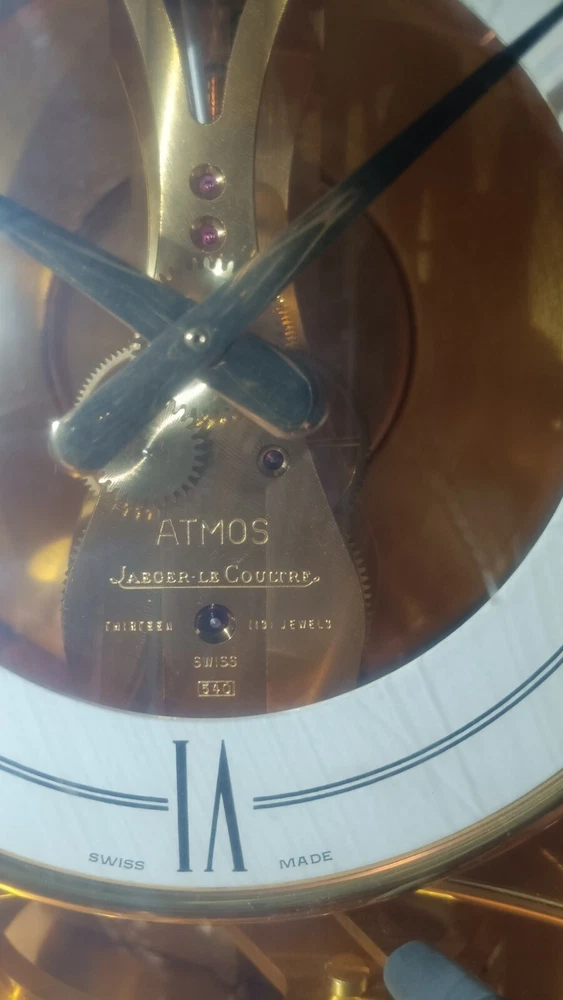 ATMOS
JAEGER-LECOULTRE
THIRTEEN (13) JEWELS
SWISS
540
VI
SWISS MADE